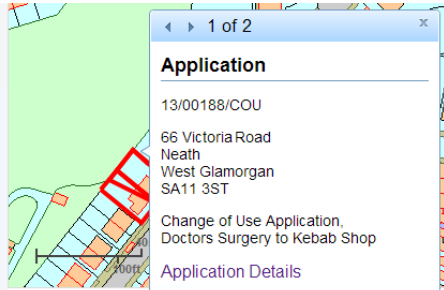 1 of 2
x
Application
13/00188/COU
66 Victoria Road
Neath
West Glamorgan
SA11 3ST
Change of Use Application,
Doctors Surgery to Kebab Shop
Application Details
40
100ft